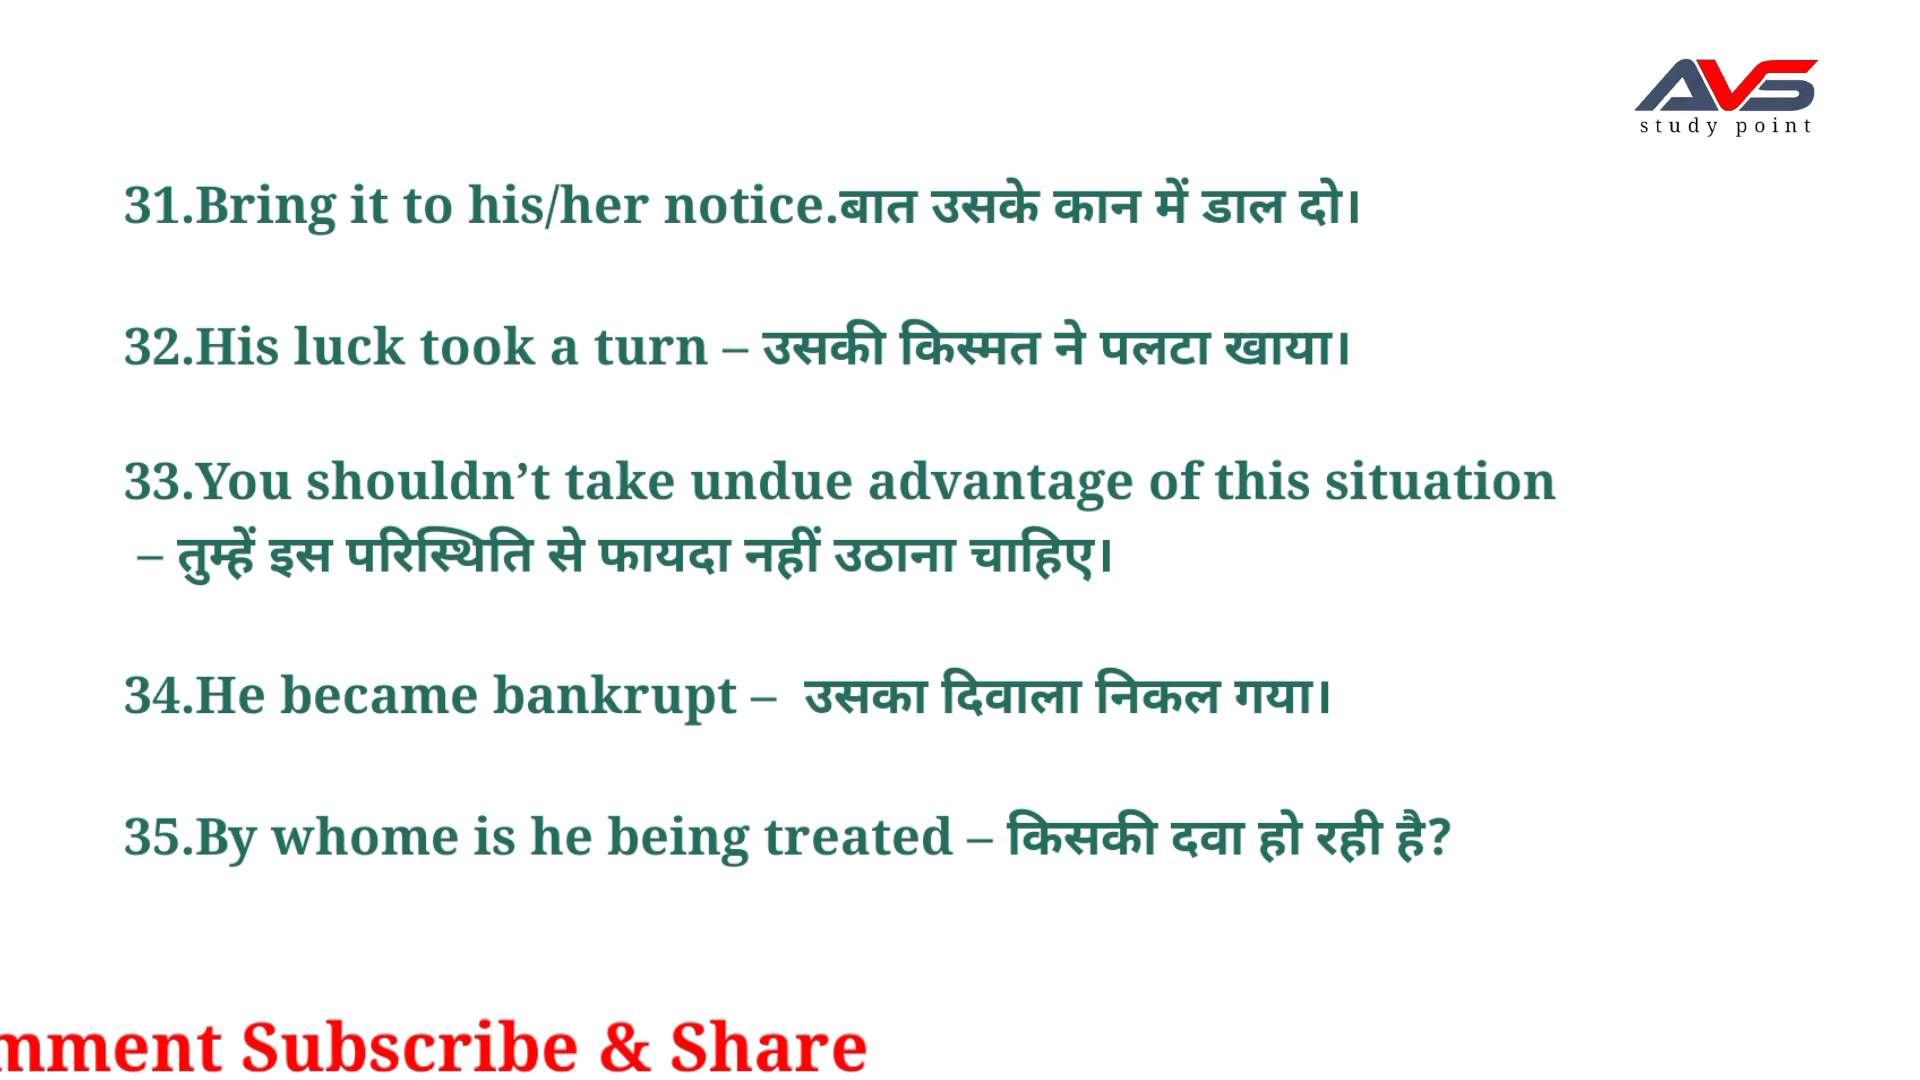 AVS
study point
31.Bring it to his/her notice.बात उसके कान में डाल दो।
32.His luck took a turn – उसकी किस्मत ने पलटा खाया।
33.You shouldn’t take undue advantage of this situation
– तुम्हें इस परिस्थिति से फायदा नहीं उठाना चाहिए।
34.He became bankrupt – उसका दिवाला निकल गया।
35.By whome is he being treated – किसकी दवा हो रही है?
mment Subscribe & Share